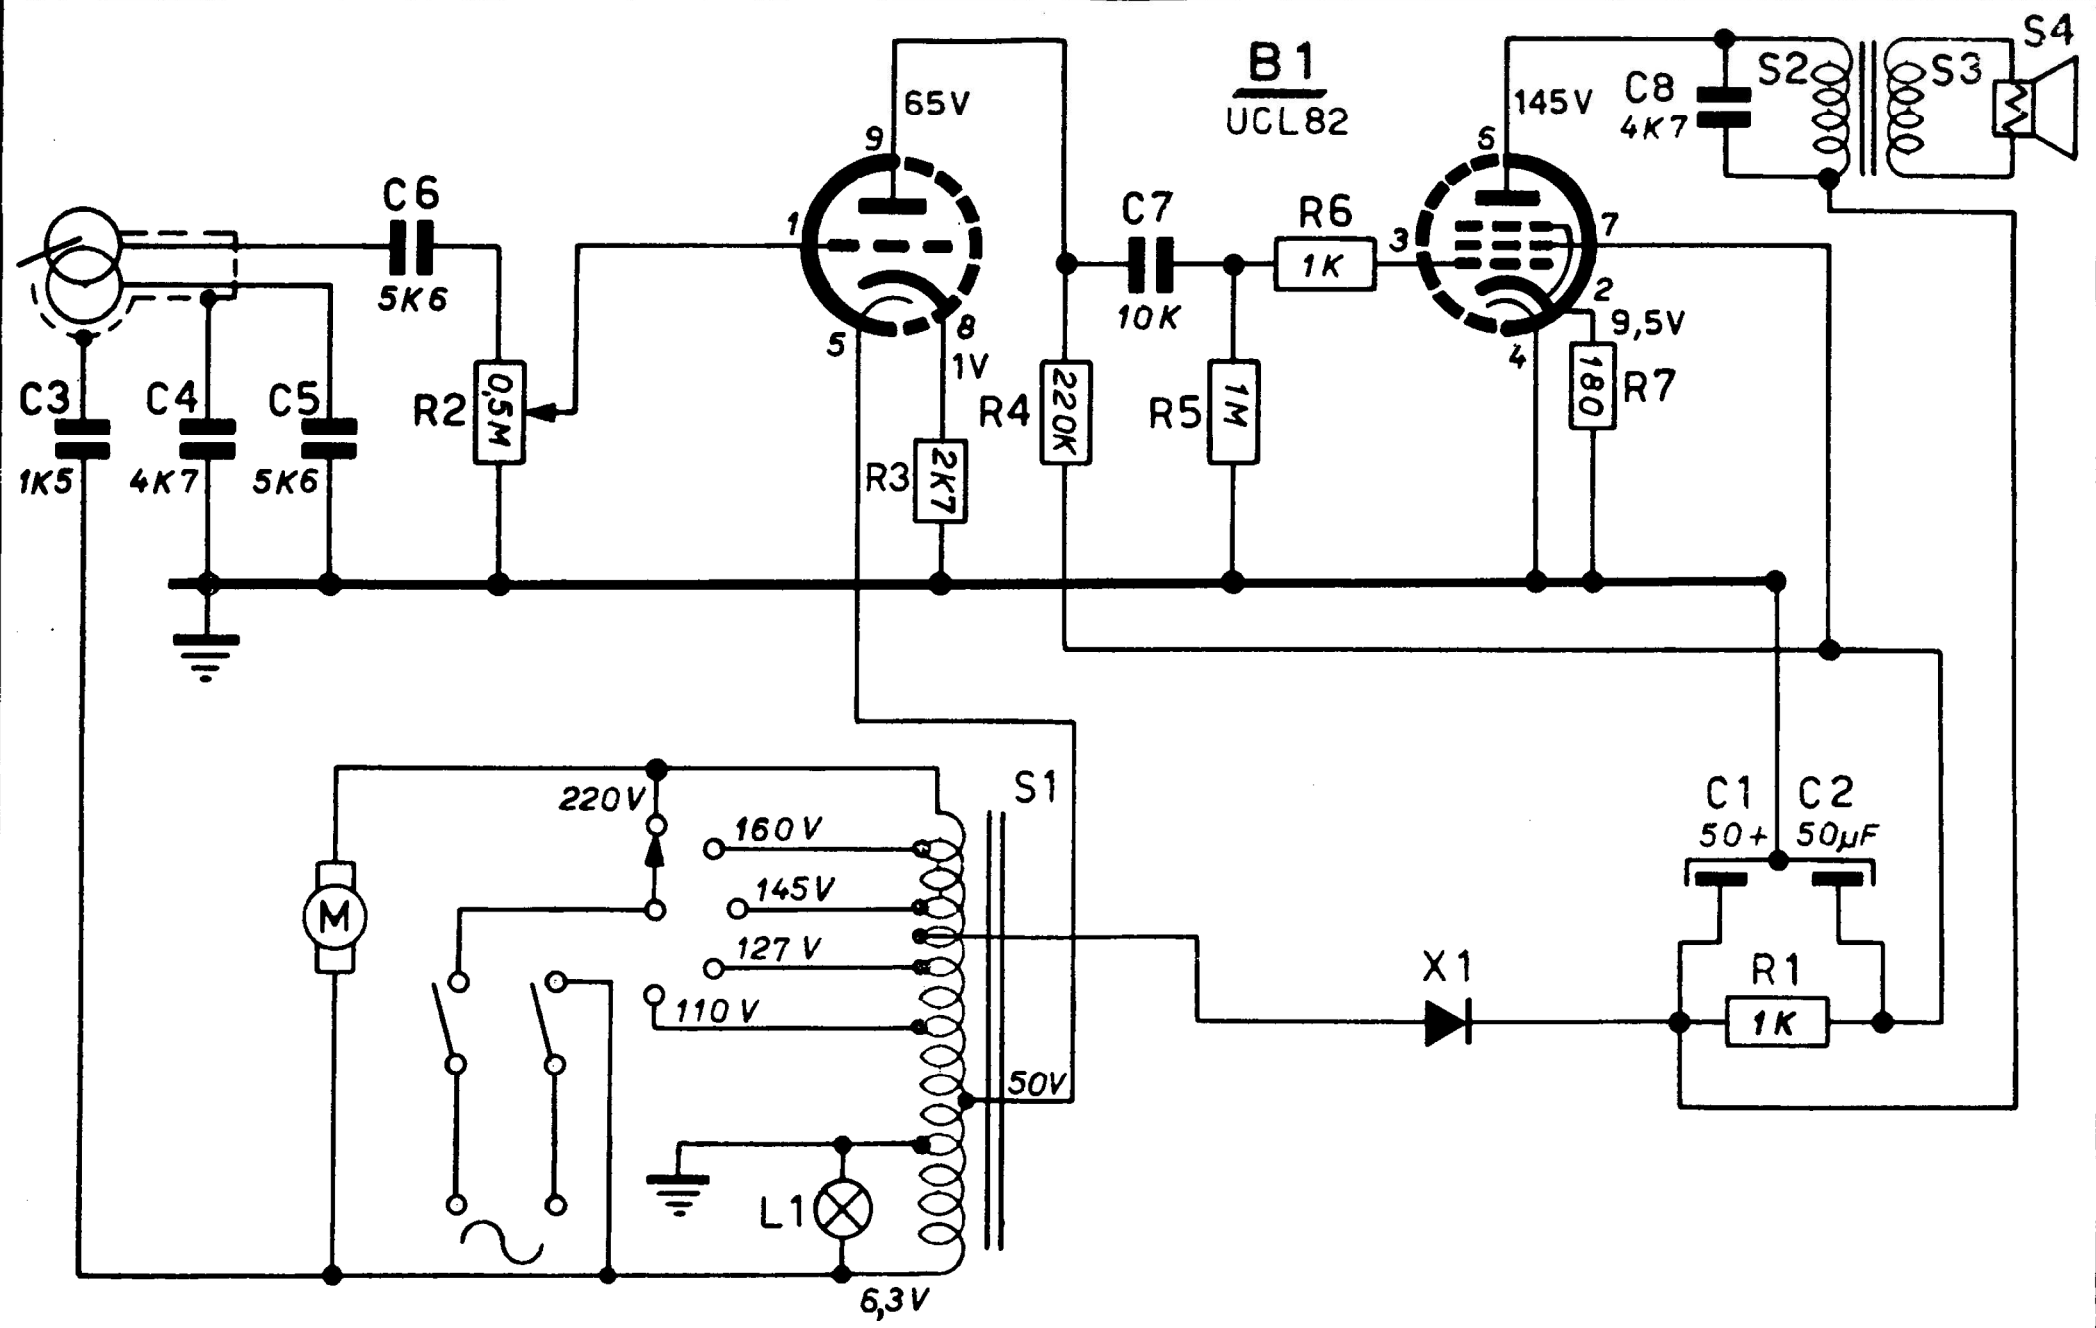 B1
UCL82
S4
S2
S3
C8
4K7
145V
65V
9
6
1
3
7
2
8
5
4
1V
9,5V
C6
5K6
C7
10K
R6
1K
C3
1K5
C4
4K7
C5
5K6
R2
0,5M
R3
2K7
R4
220K
R5
1M
180
R7
S1
220V
160V
145V
127V
110V
M
50V
L1
6,3V
X1
C1 C2
50+ 50µF
R1
1K